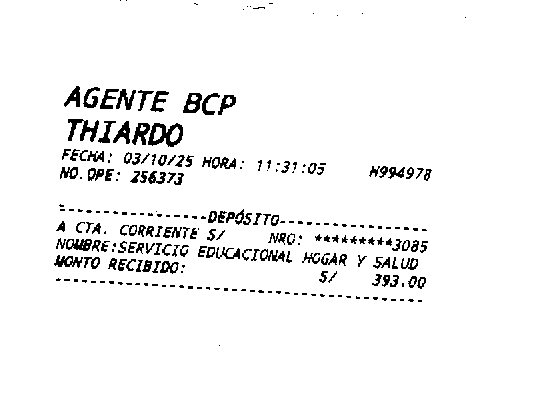 AGENTE BCP
THIARDO
FECHA: 03/10/25 HORA: 11:31:05 H994978
NO.OPE: 256373
----------------DEPÓSITO-------------
A CTA. CORRIENTE S/ NRO: *********3085
NOMBRE:SERVICIO EDUCACIONAL HOGAR Y SALUD
MONTO RECIBIDO: S/ 393.00
----------------------------------------